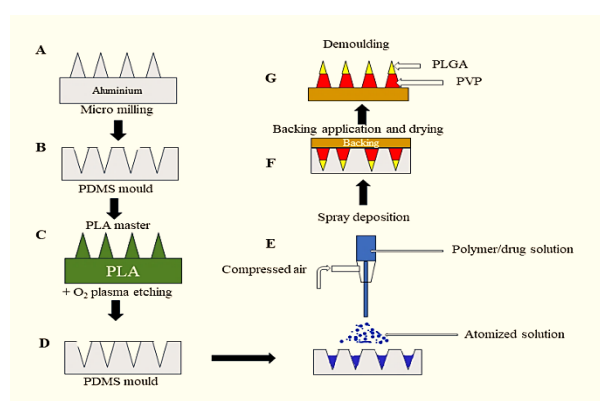 A
Aluminium
Micro milling
B
PDMS mould
PLA master
C
PLA
+ O2 plasma etching
D
PDMS mould
Demoulding
G
PLGA
PVP
Backing application and drying
Backing
F
Spray deposition
E
Polymer/drug solution
Compressed air
Atomized solution